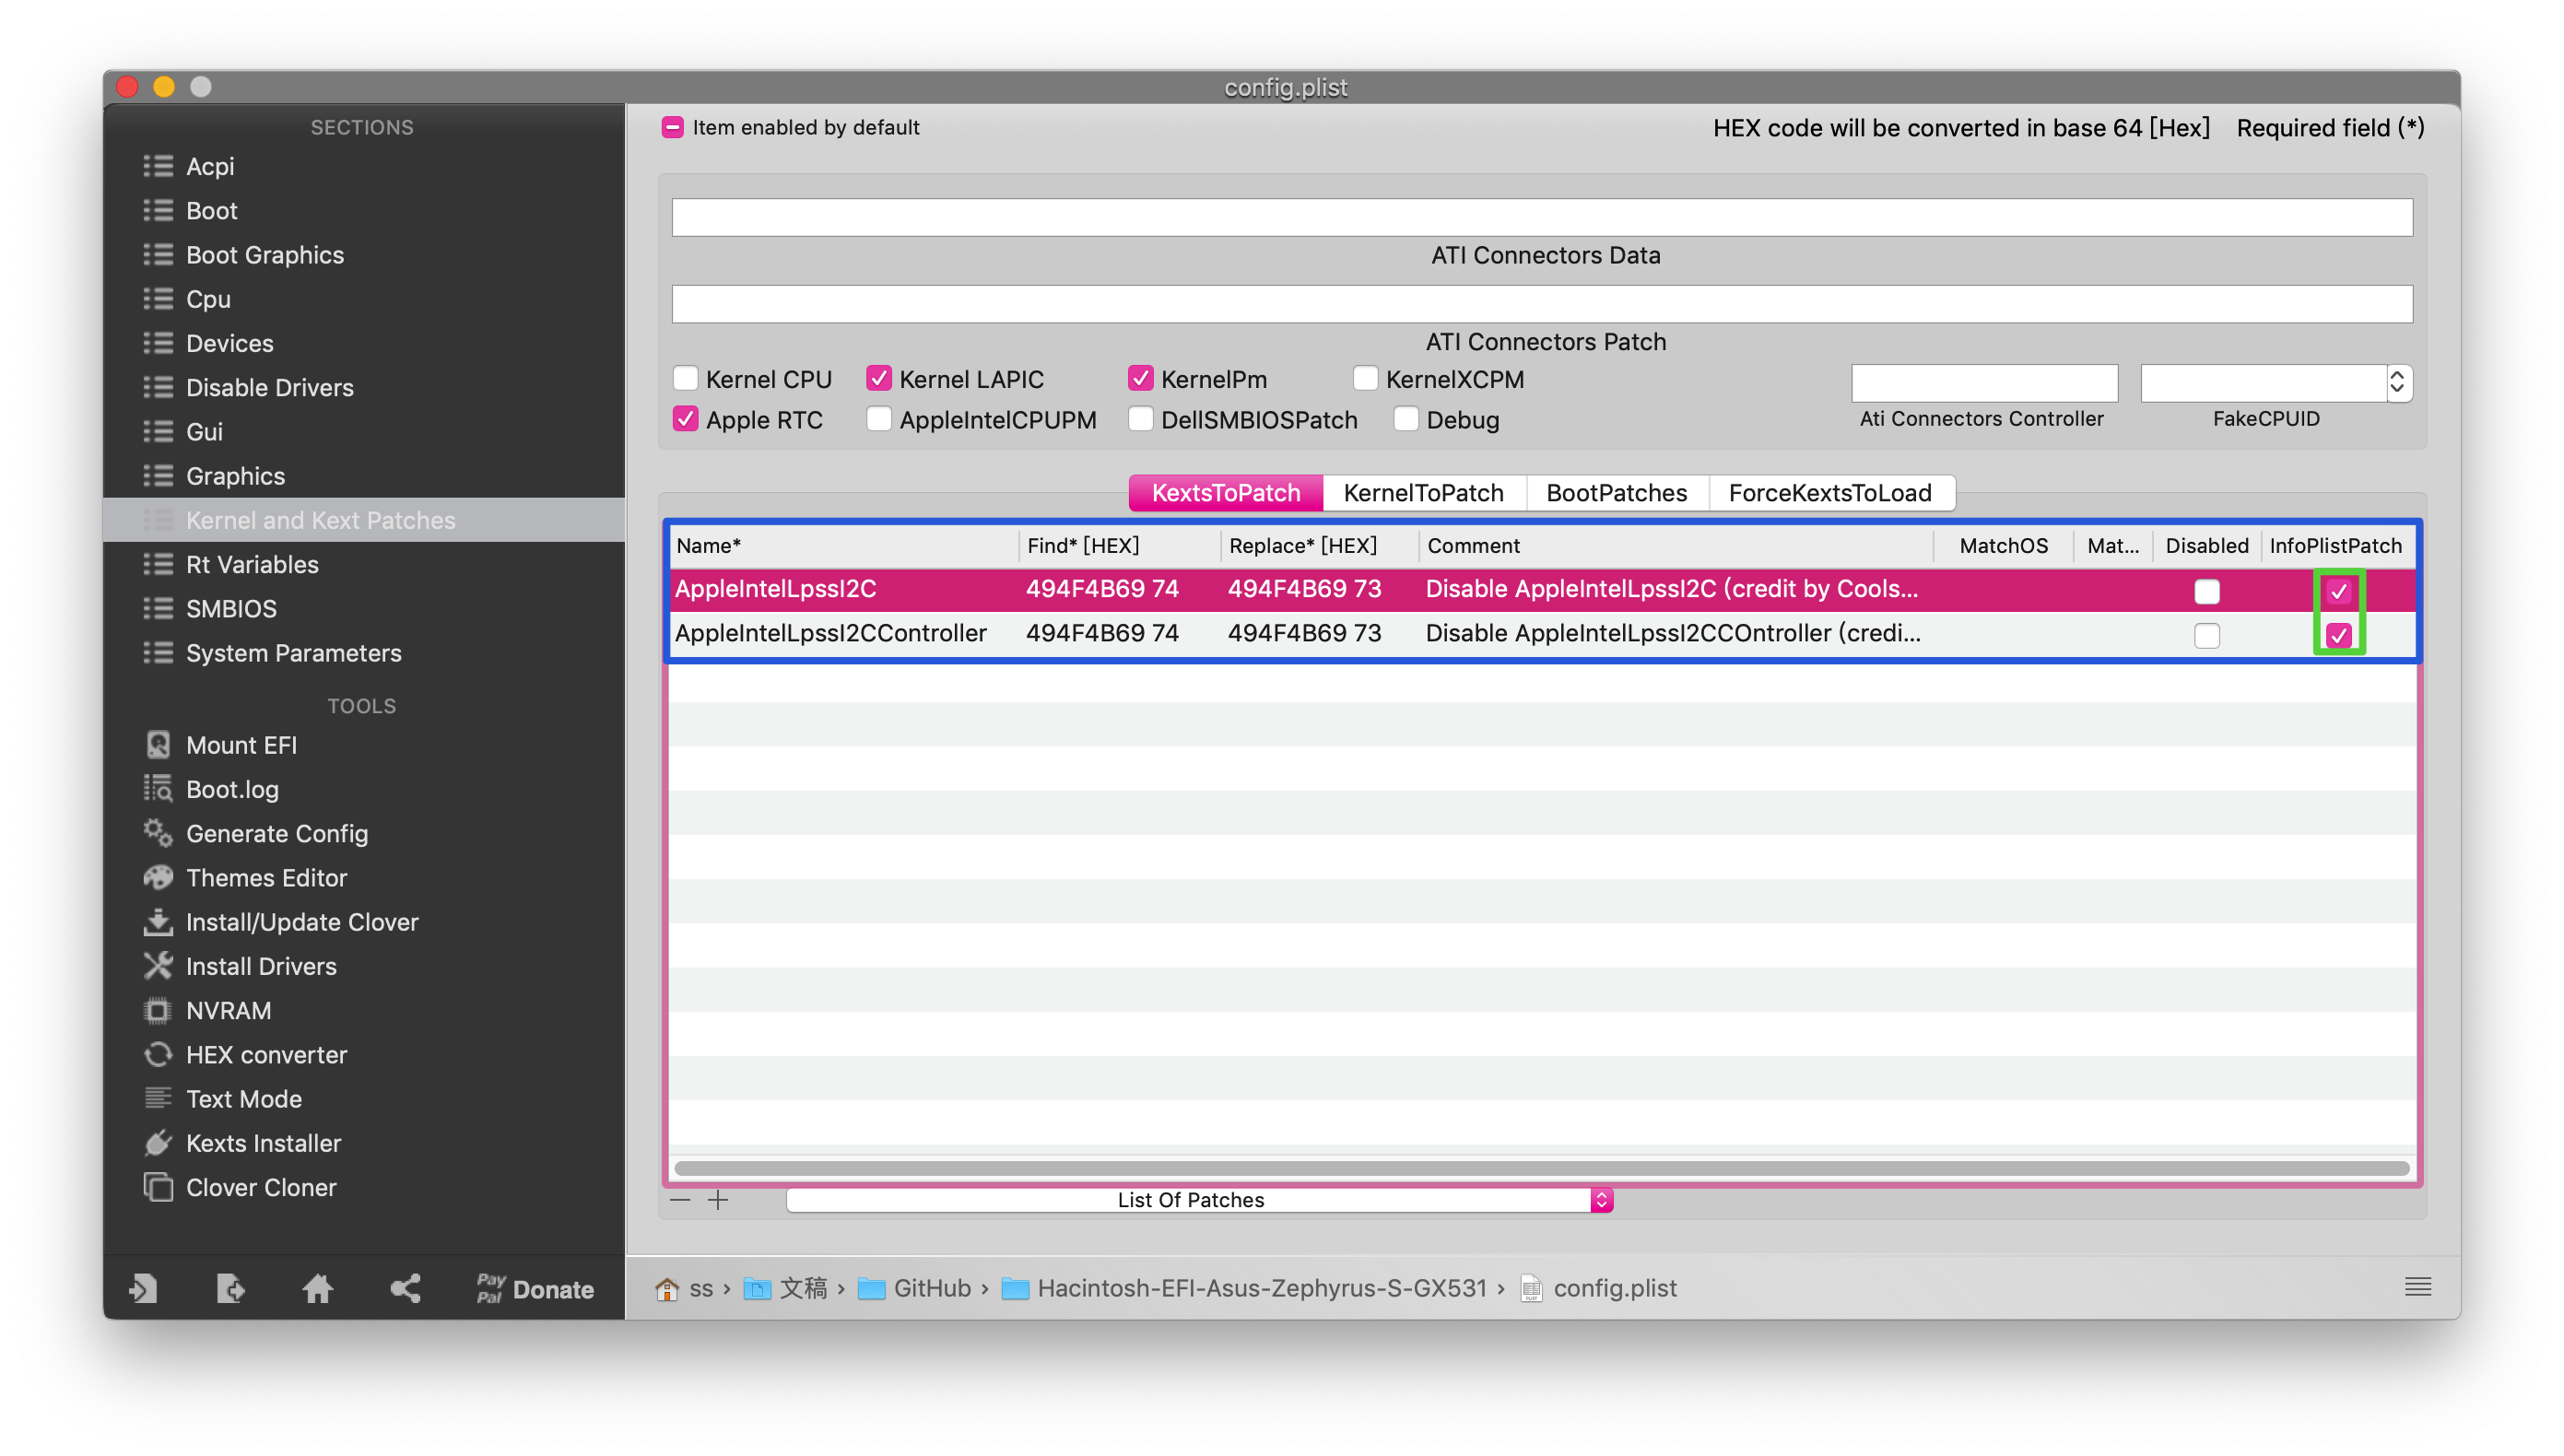 config.plist
SECTIONS
Acpi
Boot
Boot Graphics
Cpu
Devices
Disable Drivers
Gui
Graphics
Kernel and Kext Patches
Rt Variables
SMBIOS
System Parameters
TOOLS
Mount EFI
Boot.log
Generate Config
Themes Editor
Install/Update Clover
Install Drivers
NVRAM
HEX converter
Text Mode
Kexts Installer
Clover Cloner
Pay Pal Donate
Item enabled by default
HEX code will be converted in base 64 [Hex] Required field (*)
ATI Connectors Data
ATI Connectors Patch
Kernel CPU Kernel LAPIC KernelPm KernelXCPM
Apple RTC AppleIntelCPUPM DellSMBIOSPatch Debug
Ati Connectors Controller FakeCPUID
KextsToPatch KernelToPatch BootPatches ForceKextsToLoad
Name* Find* [HEX] Replace* [HEX] Comment MatchOS Mat... Disabled InfoPlistPatch
AppleIntelLpssI2C 494F4B69 74 494F4B69 73 Disable AppleIntelLpssI2C (credit by Cools...
AppleIntelLpssI2CController 494F4B69 74 494F4B69 73 Disable AppleIntelLpssI2CCOntroller (credi...
List Of Patches
ss › 文稿 › GitHub › Hacintosh-EFI-Asus-Zephyrus-S-GX531 › config.plist